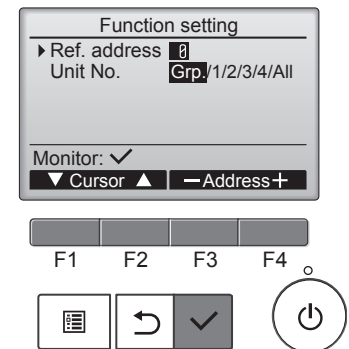 Function setting
Ref. address 0
Unit No. Grp./1/2/3/4/All
Monitor: ✓
▼ Cursor ▲ −Address+
F1 F2 F3 F4